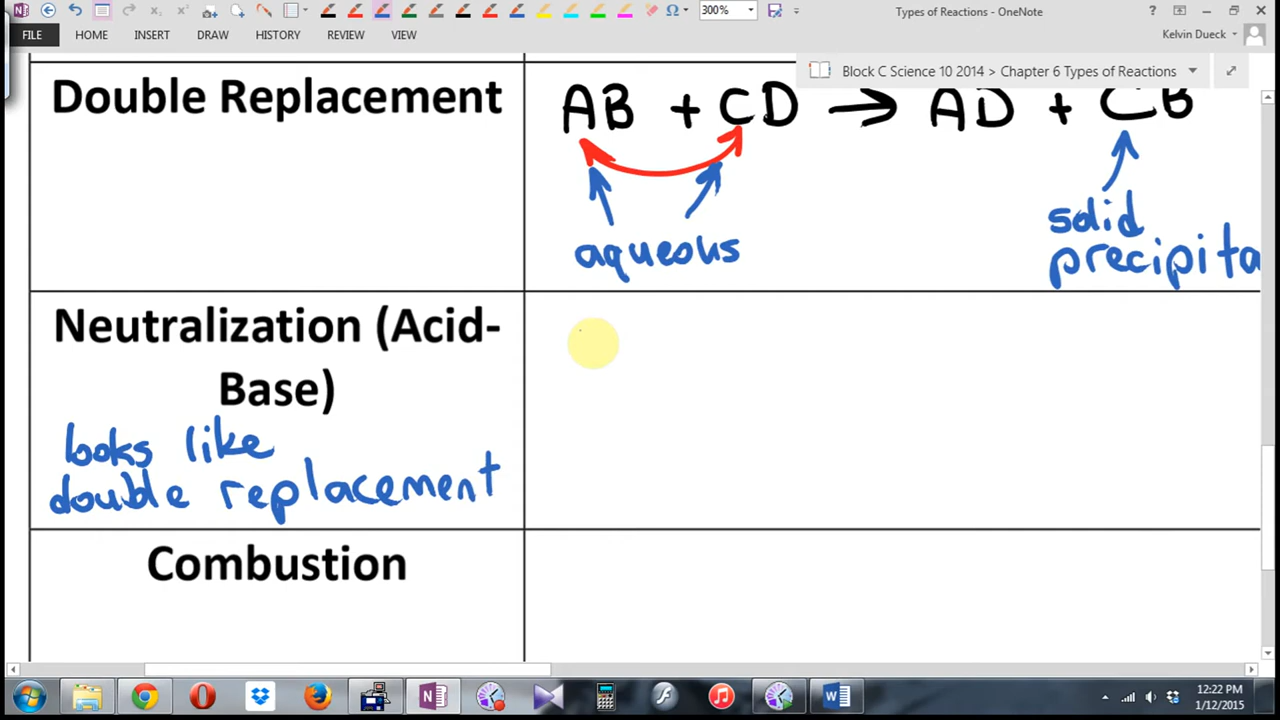 Types of Reactions - OneNote
300%
FILE HOME INSERT DRAW HISTORY REVIEW VIEW
Kelvin Dueck
Block C Science 10 2014 > Chapter 6 Types of Reactions
Double Replacement
AB + CD → AD + CB
aqueous
solid
precipita
Neutralization (Acid-
Base)
looks like
double replacement
Combustion
12:22 PM
1/12/2015